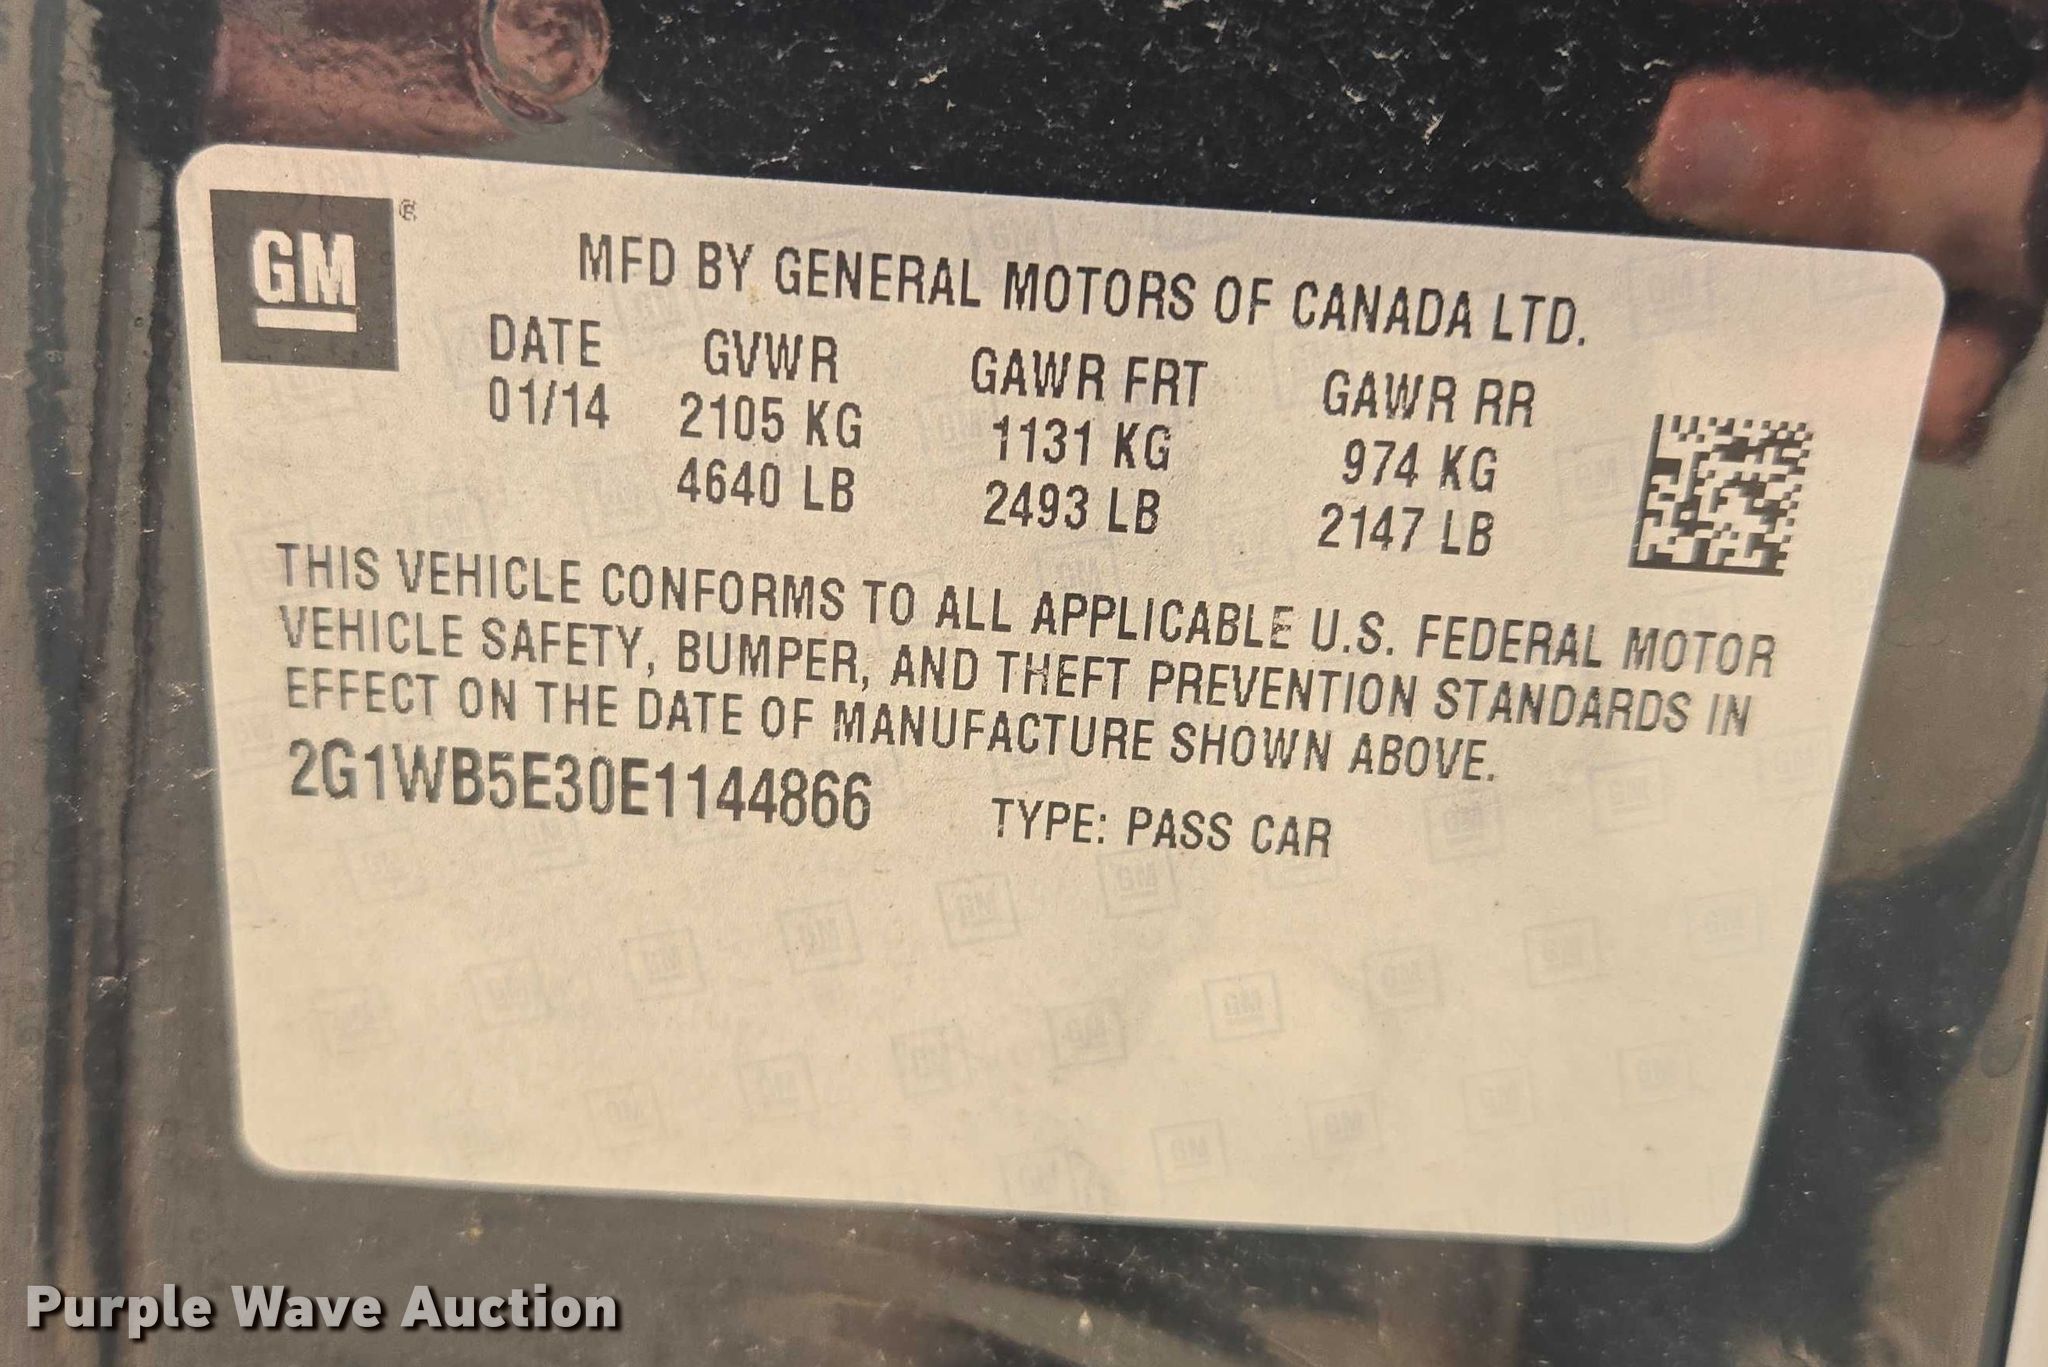 GM®
MFD BY GENERAL MOTORS OF CANADA LTD.
DATE GVWR GAWR FRT GAWR RR
01/14 2105 KG 1131 KG 974 KG
4640 LB 2493 LB 2147 LB
THIS VEHICLE CONFORMS TO ALL APPLICABLE U.S. FEDERAL MOTOR
VEHICLE SAFETY, BUMPER, AND THEFT PREVENTION STANDARDS IN
EFFECT ON THE DATE OF MANUFACTURE SHOWN ABOVE.
2G1WB5E30E1144866 TYPE: PASS CAR
Purple Wave Auction